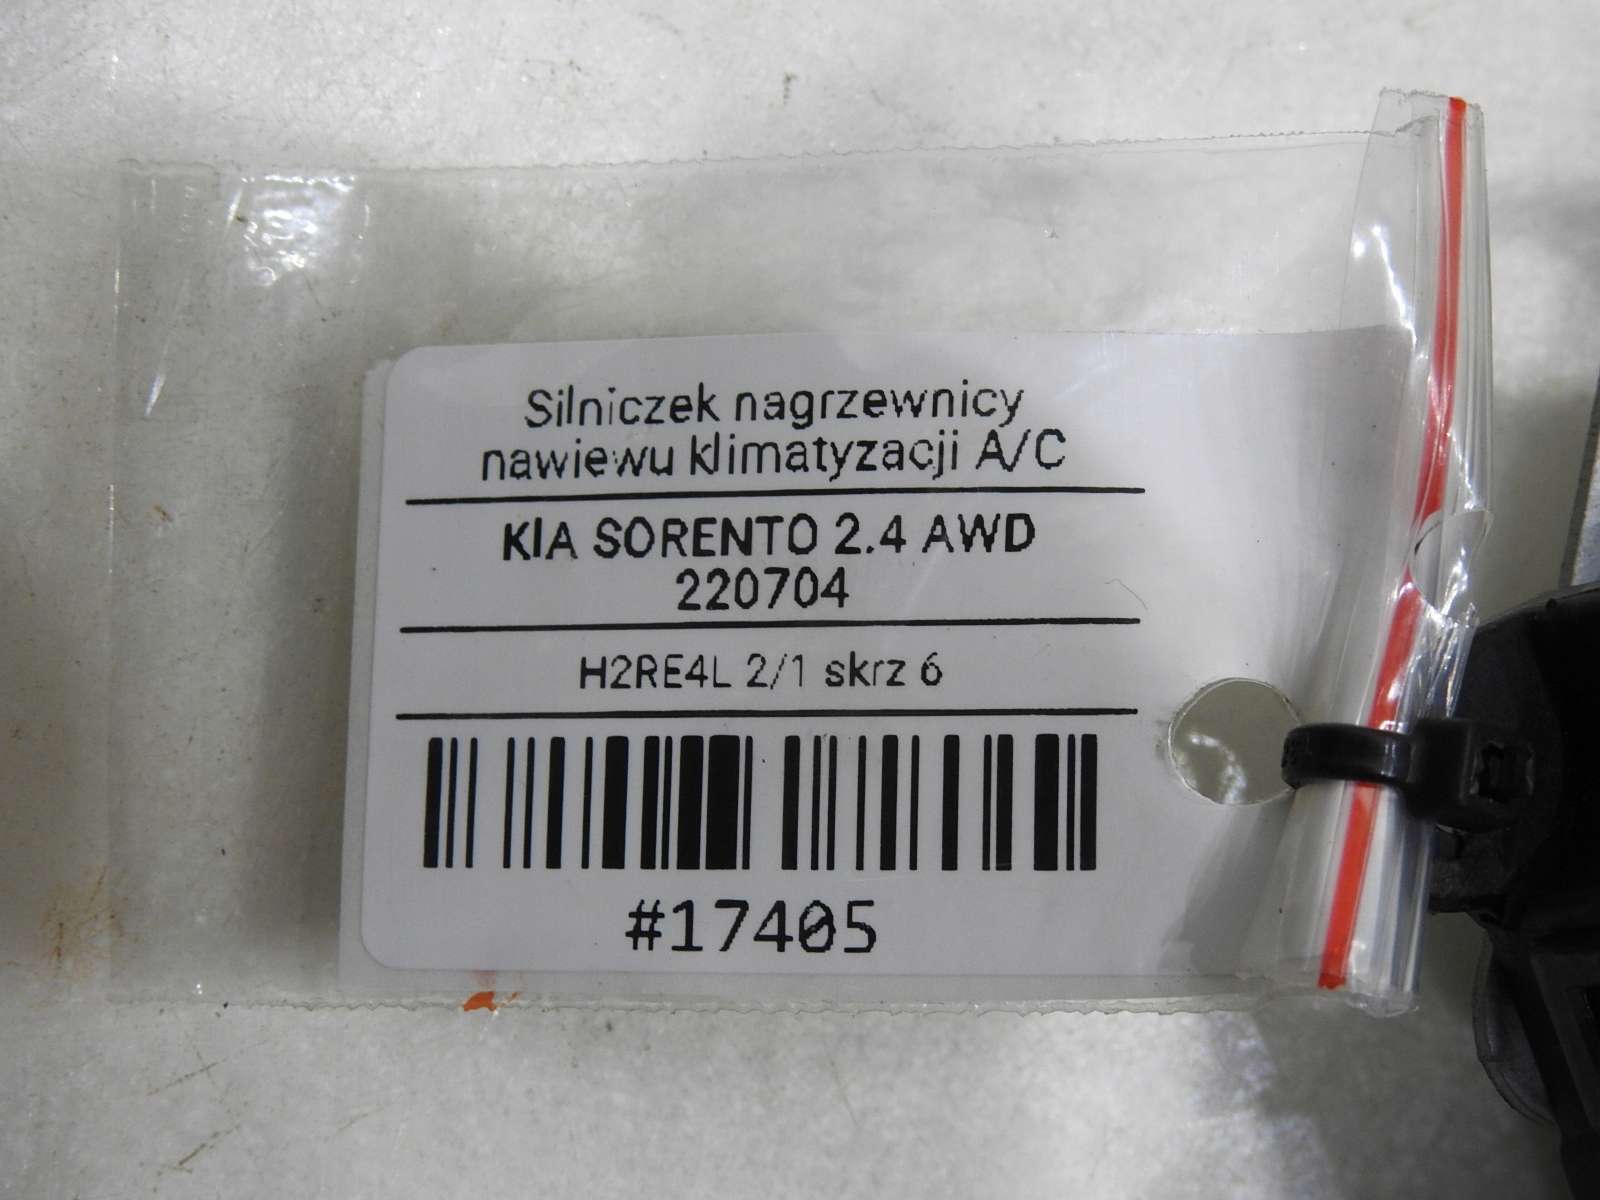 Silniczek nagrzewnicy
nawiewu klimatyzacji A/C
KIA SORENTO 2.4 AWD
220704
H2RE4L 2/1 skrz 6
#17405